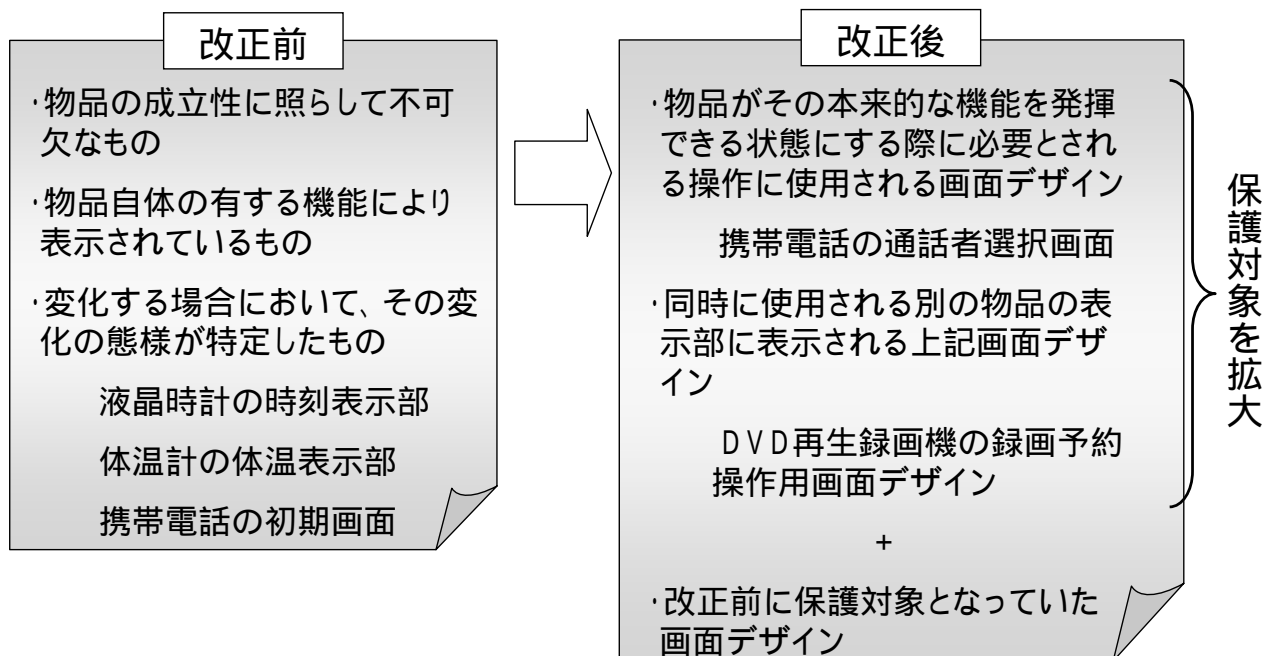 改正前
・物品の成立性に照らして不可
欠なもの
・物品自体の有する機能により
表示されているもの
・変化する場合において、その変
化の態様が特定したもの
液晶時計の時刻表示部
体温計の体温表示部
携帯電話の初期画面
改正後
・物品がその本来的な機能を発揮
できる状態にする際に必要とされ
る操作に使用される画面デザイン
携帯電話の通話者選択画面
・同時に使用される別の物品の表
示部に表示される上記画面デザ
イン
DVD再生録画機の録画予約
操作用画面デザイン
+
・改正前に保護対象となっていた
画面デザイン
保護対象を拡大